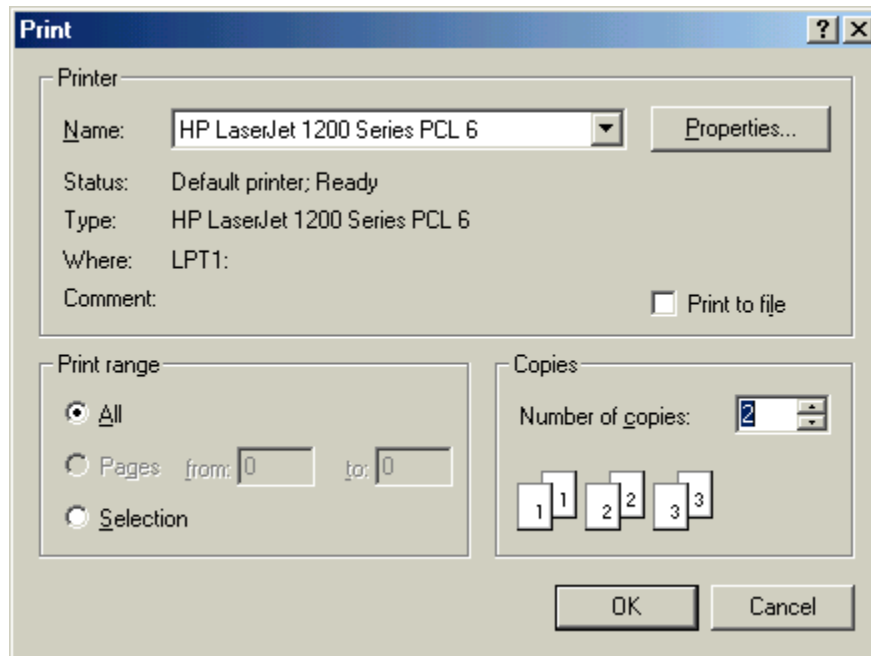 Print
Printer
Name: HP LaserJet 1200 Series PCL 6 Properties...
Status: Default printer; Ready
Type: HP LaserJet 1200 Series PCL 6
Where: LPT1:
Comment: Print to file
Print range
All
Pages from: 0 to: 0
Selection
Copies
Number of copies: 2
1 1 2 2 3 3
OK Cancel